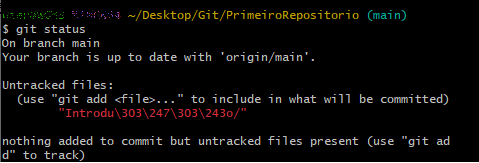 ~/Desktop/Git/PrimeiroRepositorio (main)
$ git status
On branch main
Your branch is up to date with 'origin/main'.
Untracked files:
(use "git add <file>..." to include in what will be committed)
"Introdu\303\247\303\243o/"
nothing added to commit but untracked files present (use "git ad
d" to track)